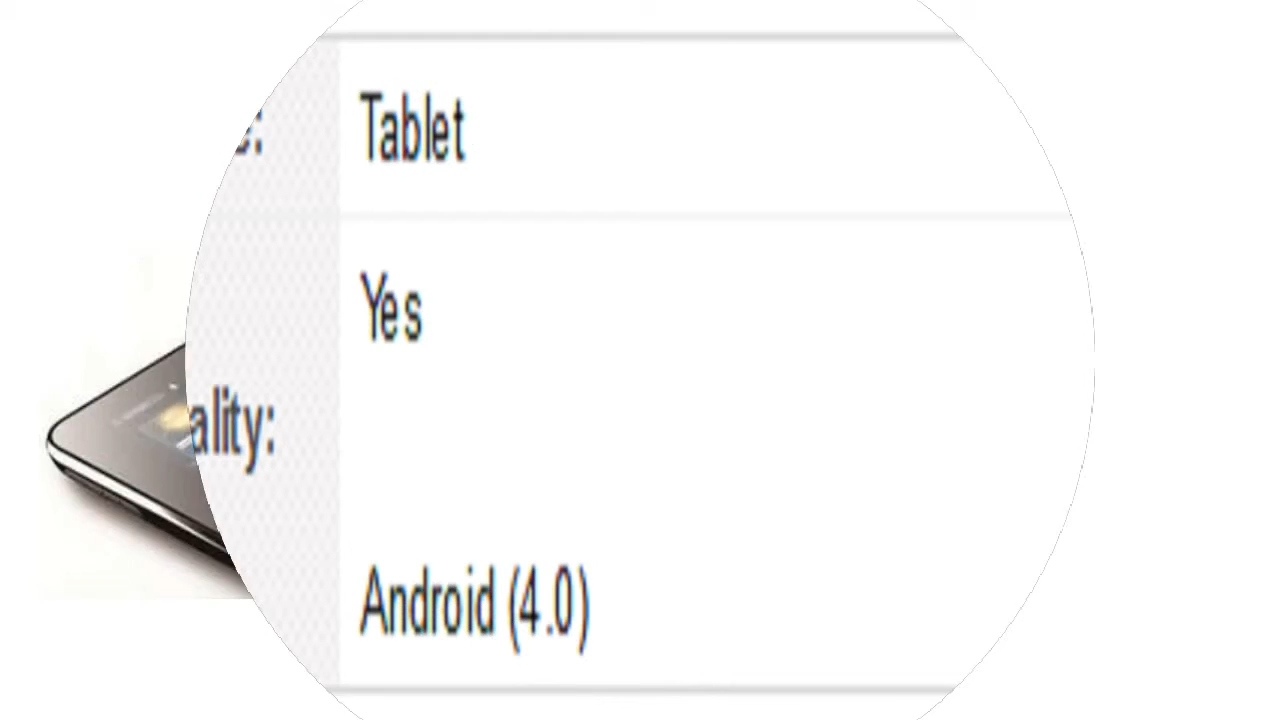 Tablet
Yes
ality:
Android (4.0)